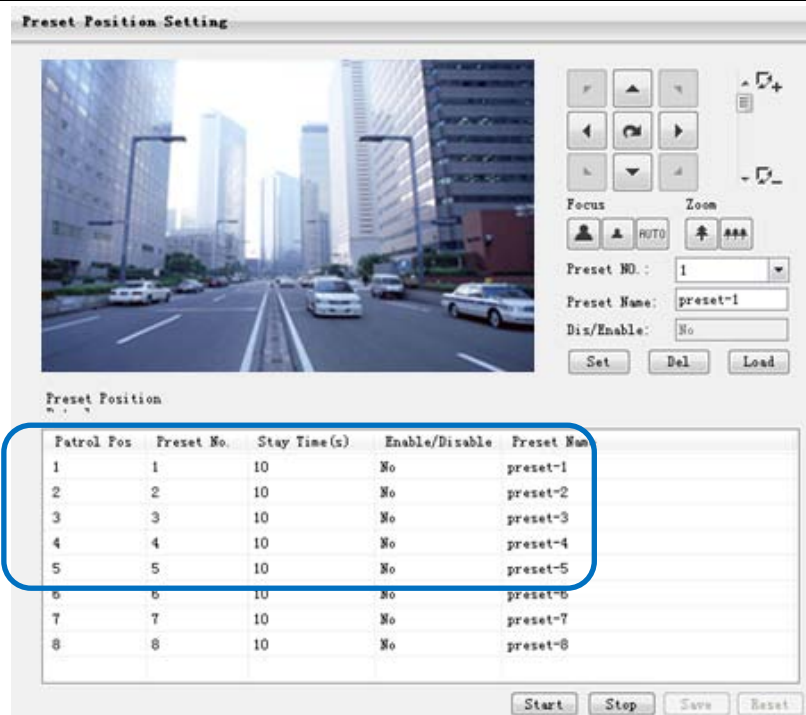 Preset Position Setting
Focus Zoom
AUTO
Preset NO.: 1
Preset Name: preset-1
Dis/Enable: No
Set Del Load
Preset Position
Patrol Pos Preset No. Stay Time(s) Enable/Disable Preset Nam
1 1 10 No preset-1
2 2 10 No preset-2
3 3 10 No preset-3
4 4 10 No preset-4
5 5 10 No preset-5
6 6 10 No preset-6
7 7 10 No preset-7
8 8 10 No preset-8
Start Stop Save Reset